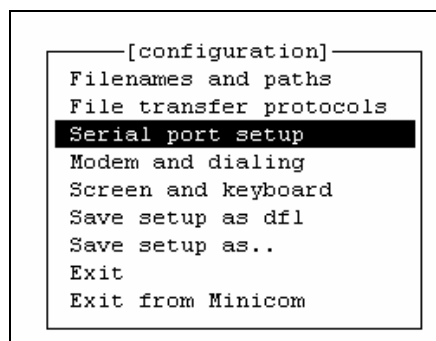 [configuration]
Filenames and paths
File transfer protocols
Serial port setup
Modem and dialing
Screen and keyboard
Save setup as dfl
Save setup as..
Exit
Exit from Minicom